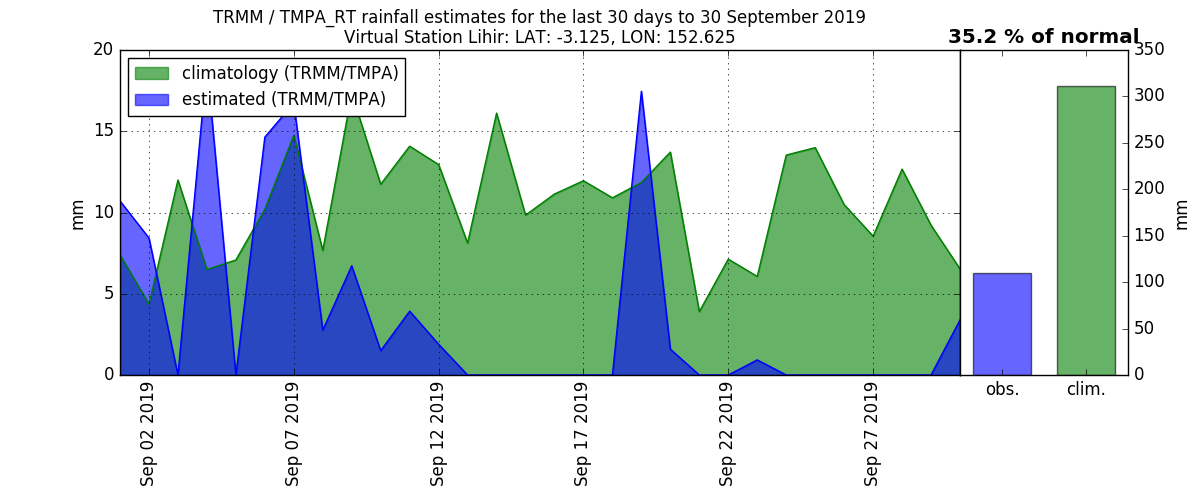 TRMM / TMPA_RT rainfall estimates for the last 30 days to 30 September 2019
Virtual Station Lihir: LAT: -3.125, LON: 152.625
35.2 % of normal
climatology (TRMM/TMPA)
estimated (TRMM/TMPA)
20
15
10
5
0
mm
350
300
250
200
150
100
50
0
mm
Sep 02 2019
Sep 07 2019
Sep 12 2019
Sep 17 2019
Sep 22 2019
Sep 27 2019
obs.
clim.